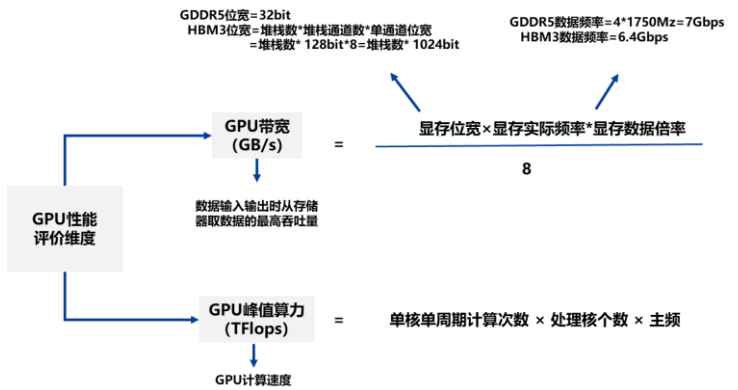 GDDR5位宽=32bit
HBM3位宽=堆栈数*堆栈通道数*单通道位宽
=堆栈数* 128bit*8=堆栈数* 1024bit
GDDR5数据频率=4*1750Mz=7Gbps
HBM3数据频率=6.4Gbps
GPU带宽
（GB/s）
=
显存位宽×显存实际频率*显存数据倍率
8
数据输入输出时从存储
器取数据的最高吞吐量
GPU性能
评价维度
GPU峰值算力
（TFlops）
=
单核单周期计算次数 × 处理核个数 × 主频
GPU计算速度